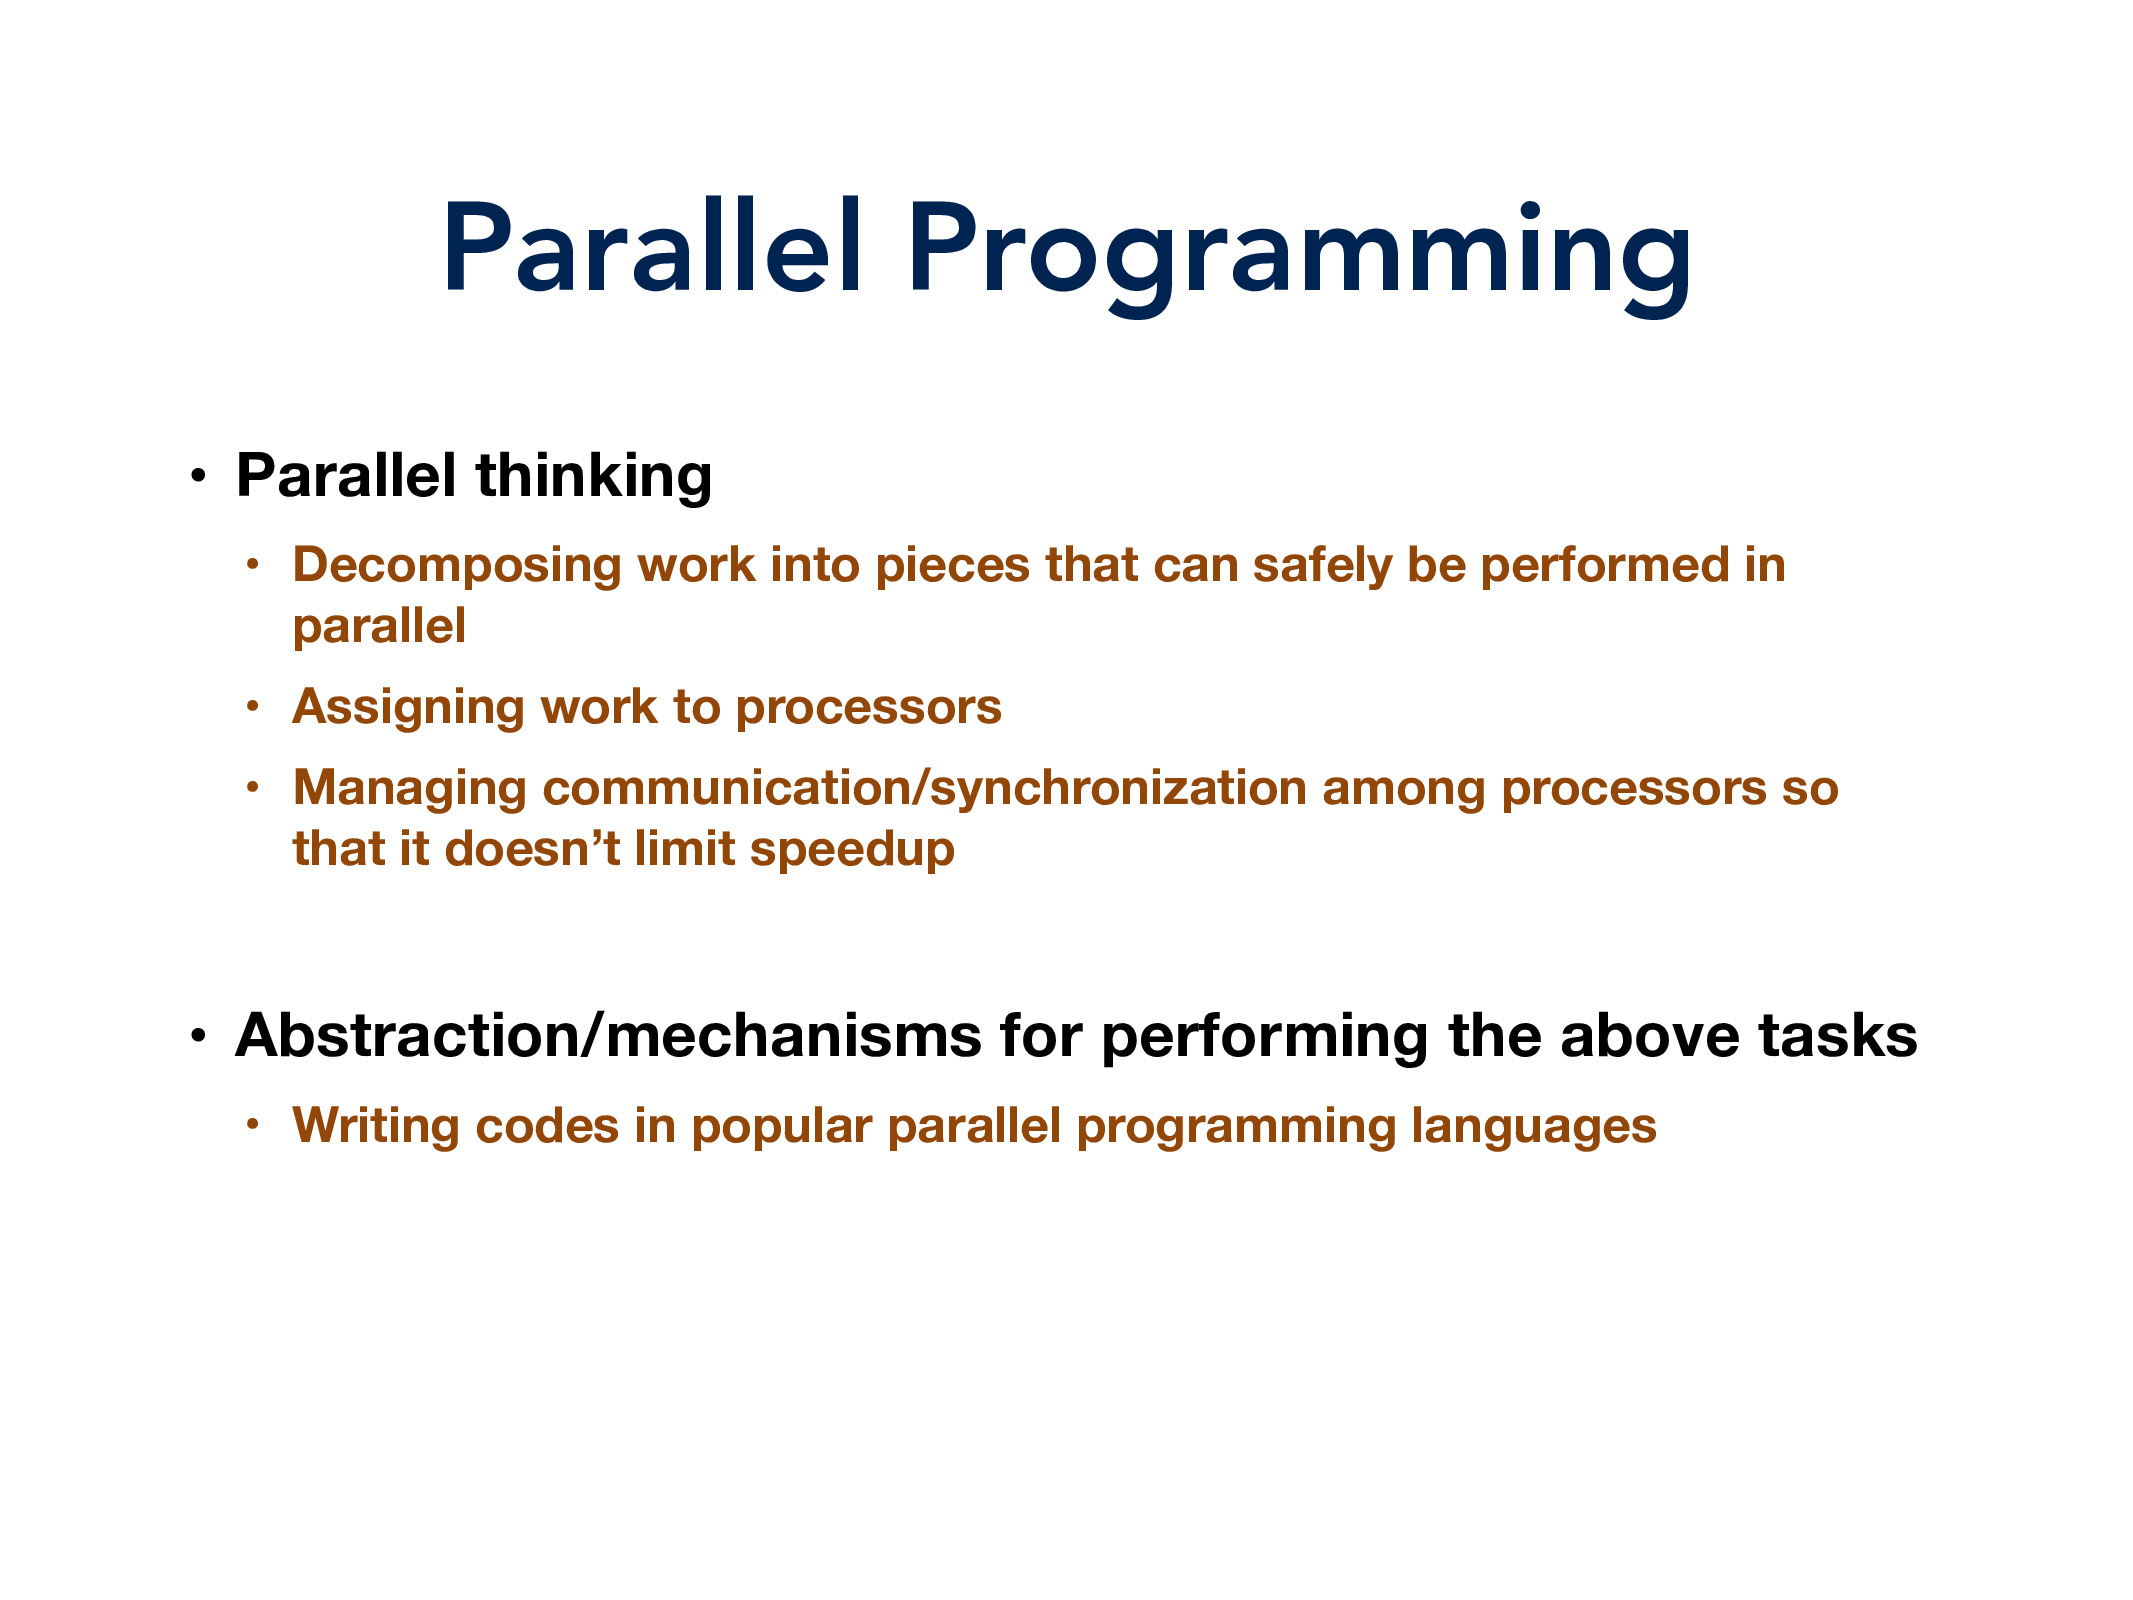 Parallel Programming
• Parallel thinking
• Decomposing work into pieces that can safely be performed in
parallel
• Assigning work to processors
• Managing communication/synchronization among processors so
that it doesn’t limit speedup
• Abstraction/mechanisms for performing the above tasks
• Writing codes in popular parallel programming languages